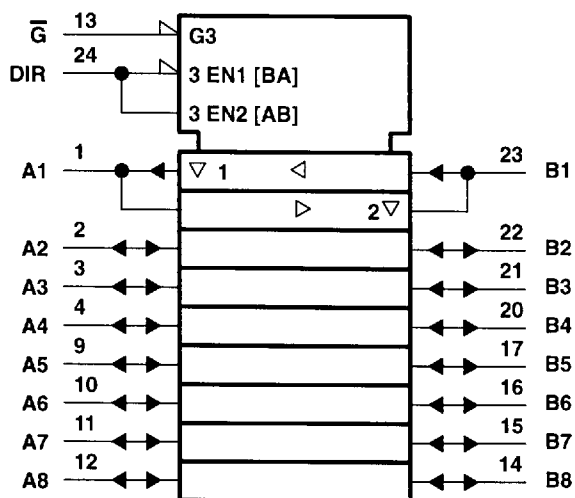 G̅ 13 G3
DIR 24 3 EN1 [BA]
3 EN2 [AB]
A1 1 ▽ 1 ◁ 23 B1
▷ 2 ▽
A2 2 22 B2
A3 3 21 B3
A4 4 20 B4
A5 9 17 B5
A6 10 16 B6
A7 11 15 B7
A8 12 14 B8